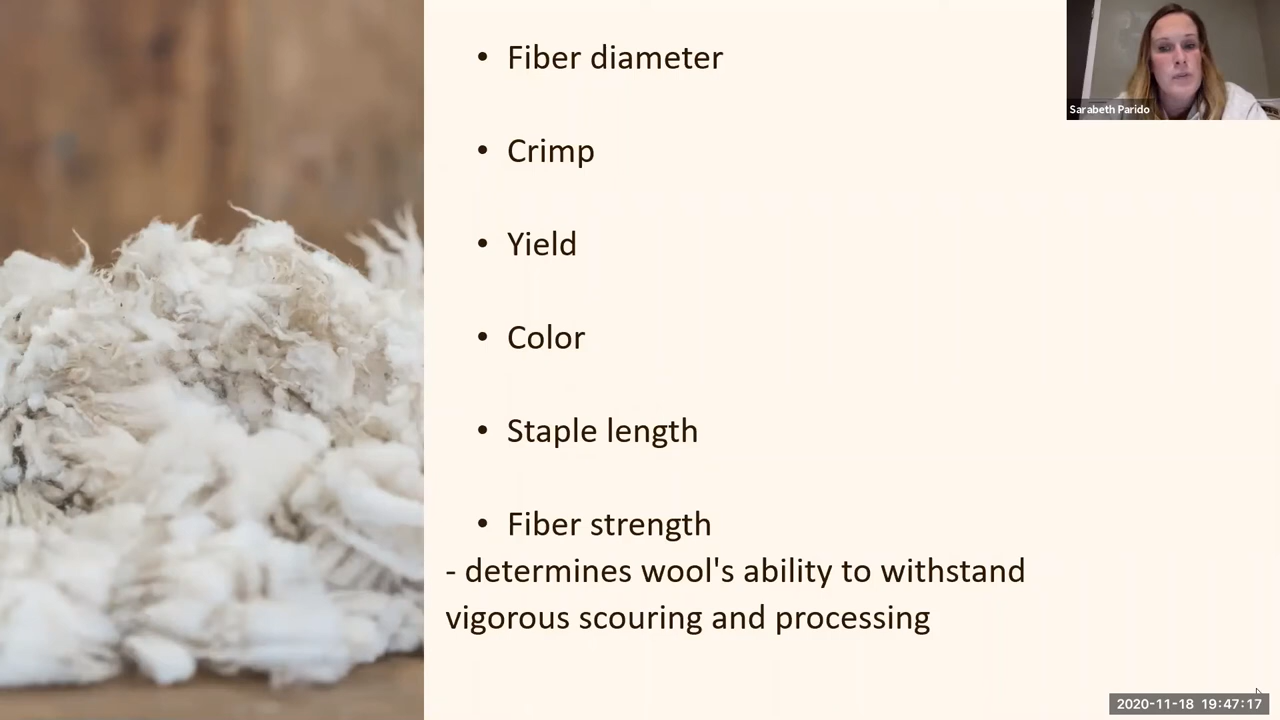 • Fiber diameter
• Crimp
• Yield
• Color
• Staple length
• Fiber strength
- determines wool's ability to withstand
vigorous scouring and processing
Sarabeth Parido
2020-11-18 19:47:17